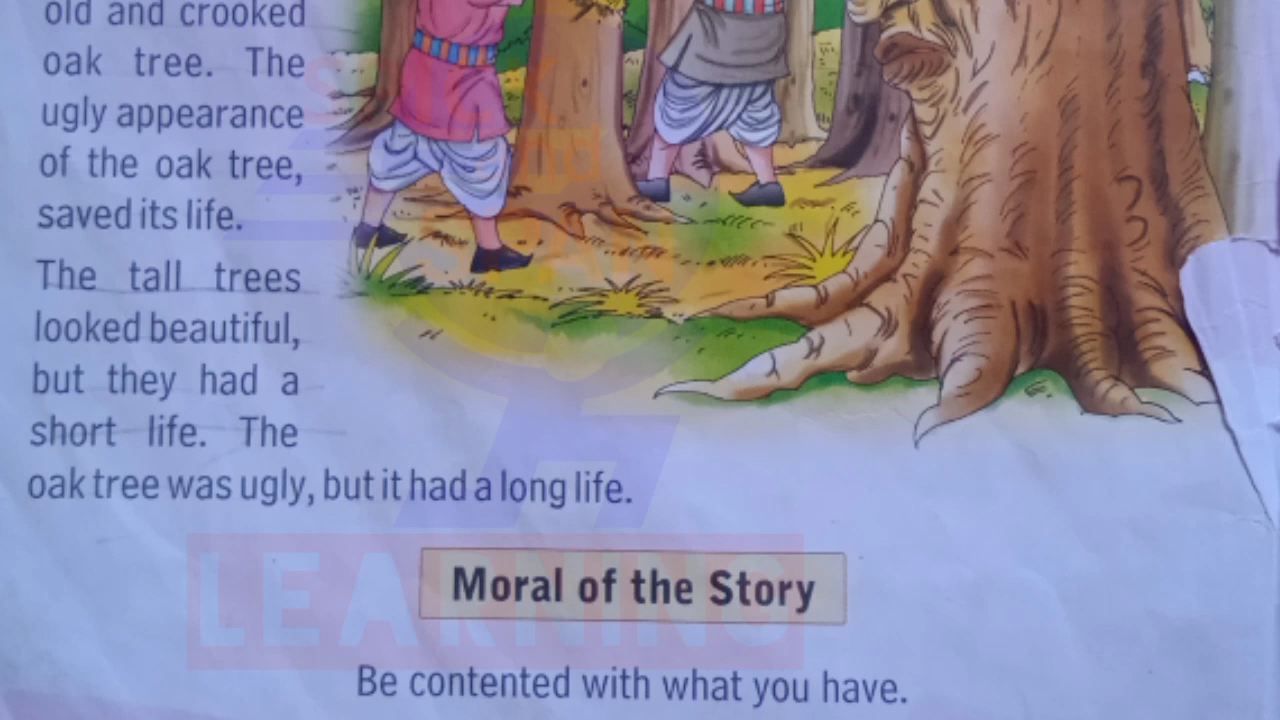 old and crooked
oak tree. The
ugly appearance
of the oak tree,
saved its life.
The tall trees
looked beautiful,
but they had a
short life. The
oak tree was ugly, but it had a long life.
LEARNING
Moral of the Story
Be contented with what you have.